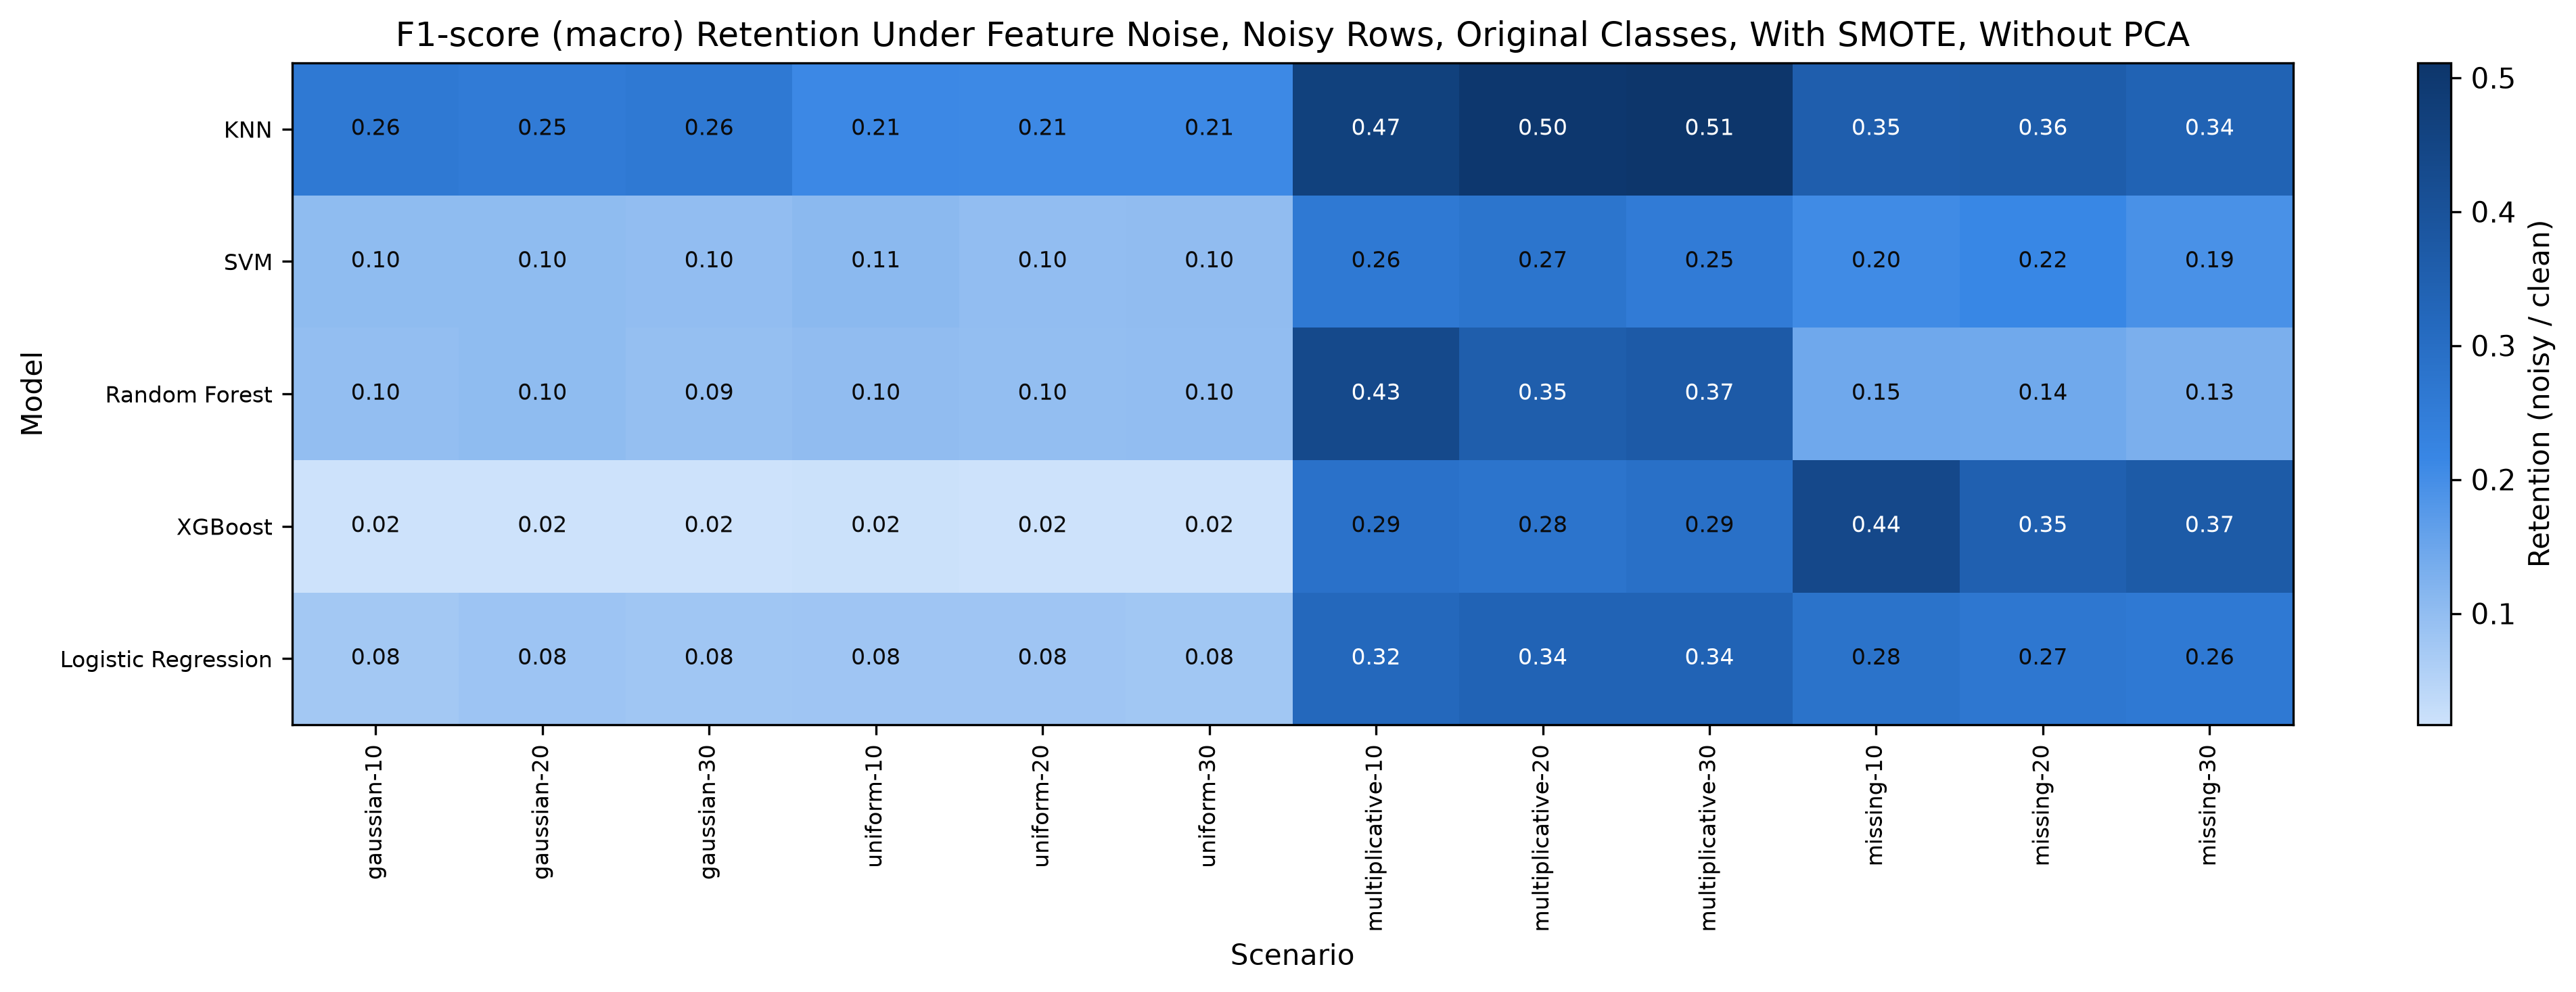 F1-score (macro) Retention Under Feature Noise, Noisy Rows, Original Classes, With SMOTE, Without PCA
Model
KNN 0.26 0.25 0.26 0.21 0.21 0.21 0.47 0.50 0.51 0.35 0.36 0.34
SVM 0.10 0.10 0.10 0.11 0.10 0.10 0.26 0.27 0.25 0.20 0.22 0.19
Random Forest 0.10 0.10 0.09 0.10 0.10 0.10 0.43 0.35 0.37 0.15 0.14 0.13
XGBoost 0.02 0.02 0.02 0.02 0.02 0.02 0.29 0.28 0.29 0.44 0.35 0.37
Logistic Regression 0.08 0.08 0.08 0.08 0.08 0.08 0.32 0.34 0.34 0.28 0.27 0.26
gaussian-10
gaussian-20
gaussian-30
uniform-10
uniform-20
uniform-30
multiplicative-10
multiplicative-20
multiplicative-30
missing-10
missing-20
missing-30
Scenario
0.5
0.4
0.3
0.2
0.1
Retention (noisy / clean)